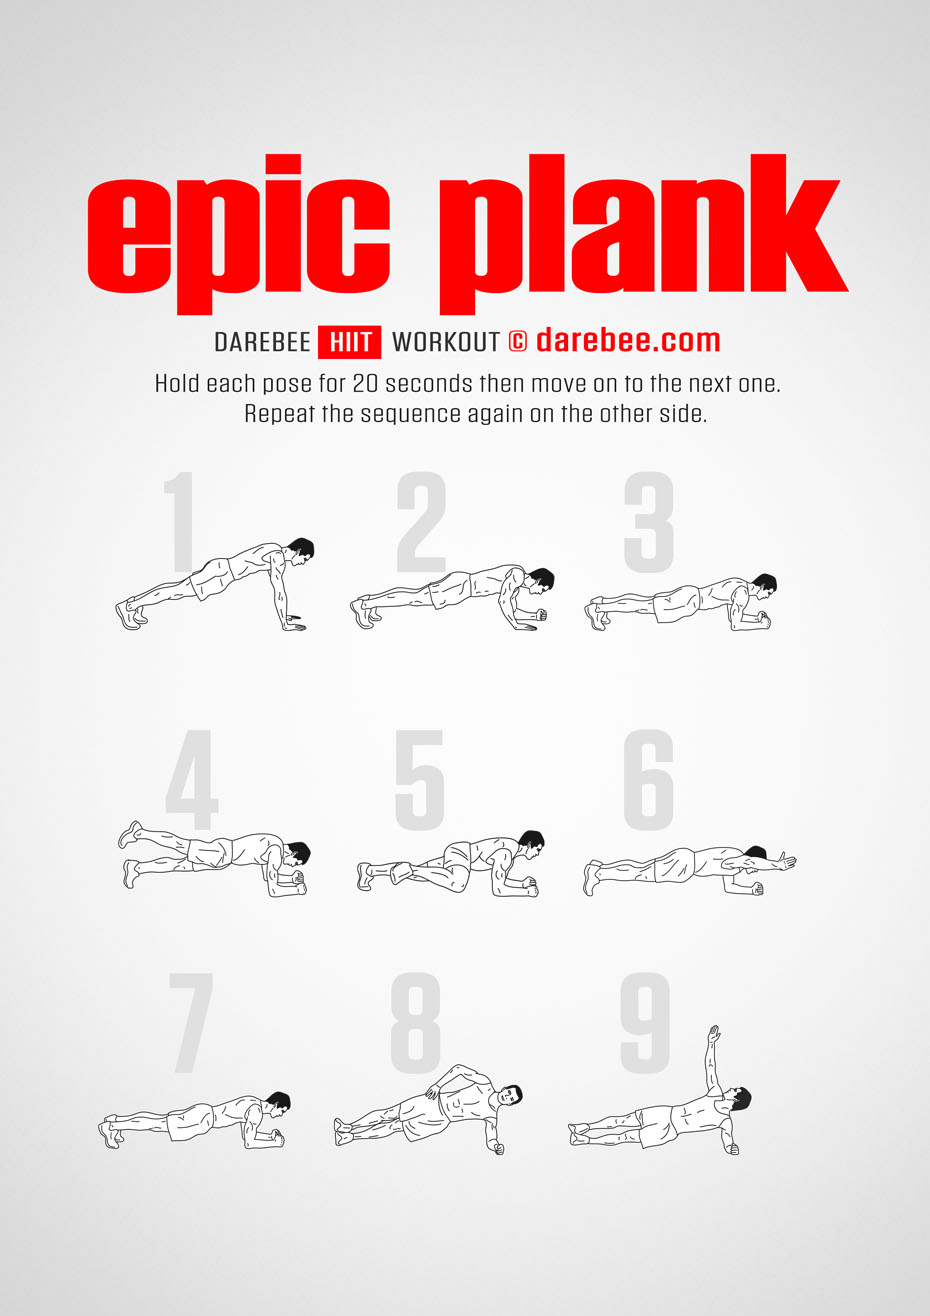 epic plank
DAREBEE HIIT WORKOUT © darebee.com
Hold each pose for 20 seconds then move on to the next one.
Repeat the sequence again on the other side.
1 2 3
4 5 6
7 8 9